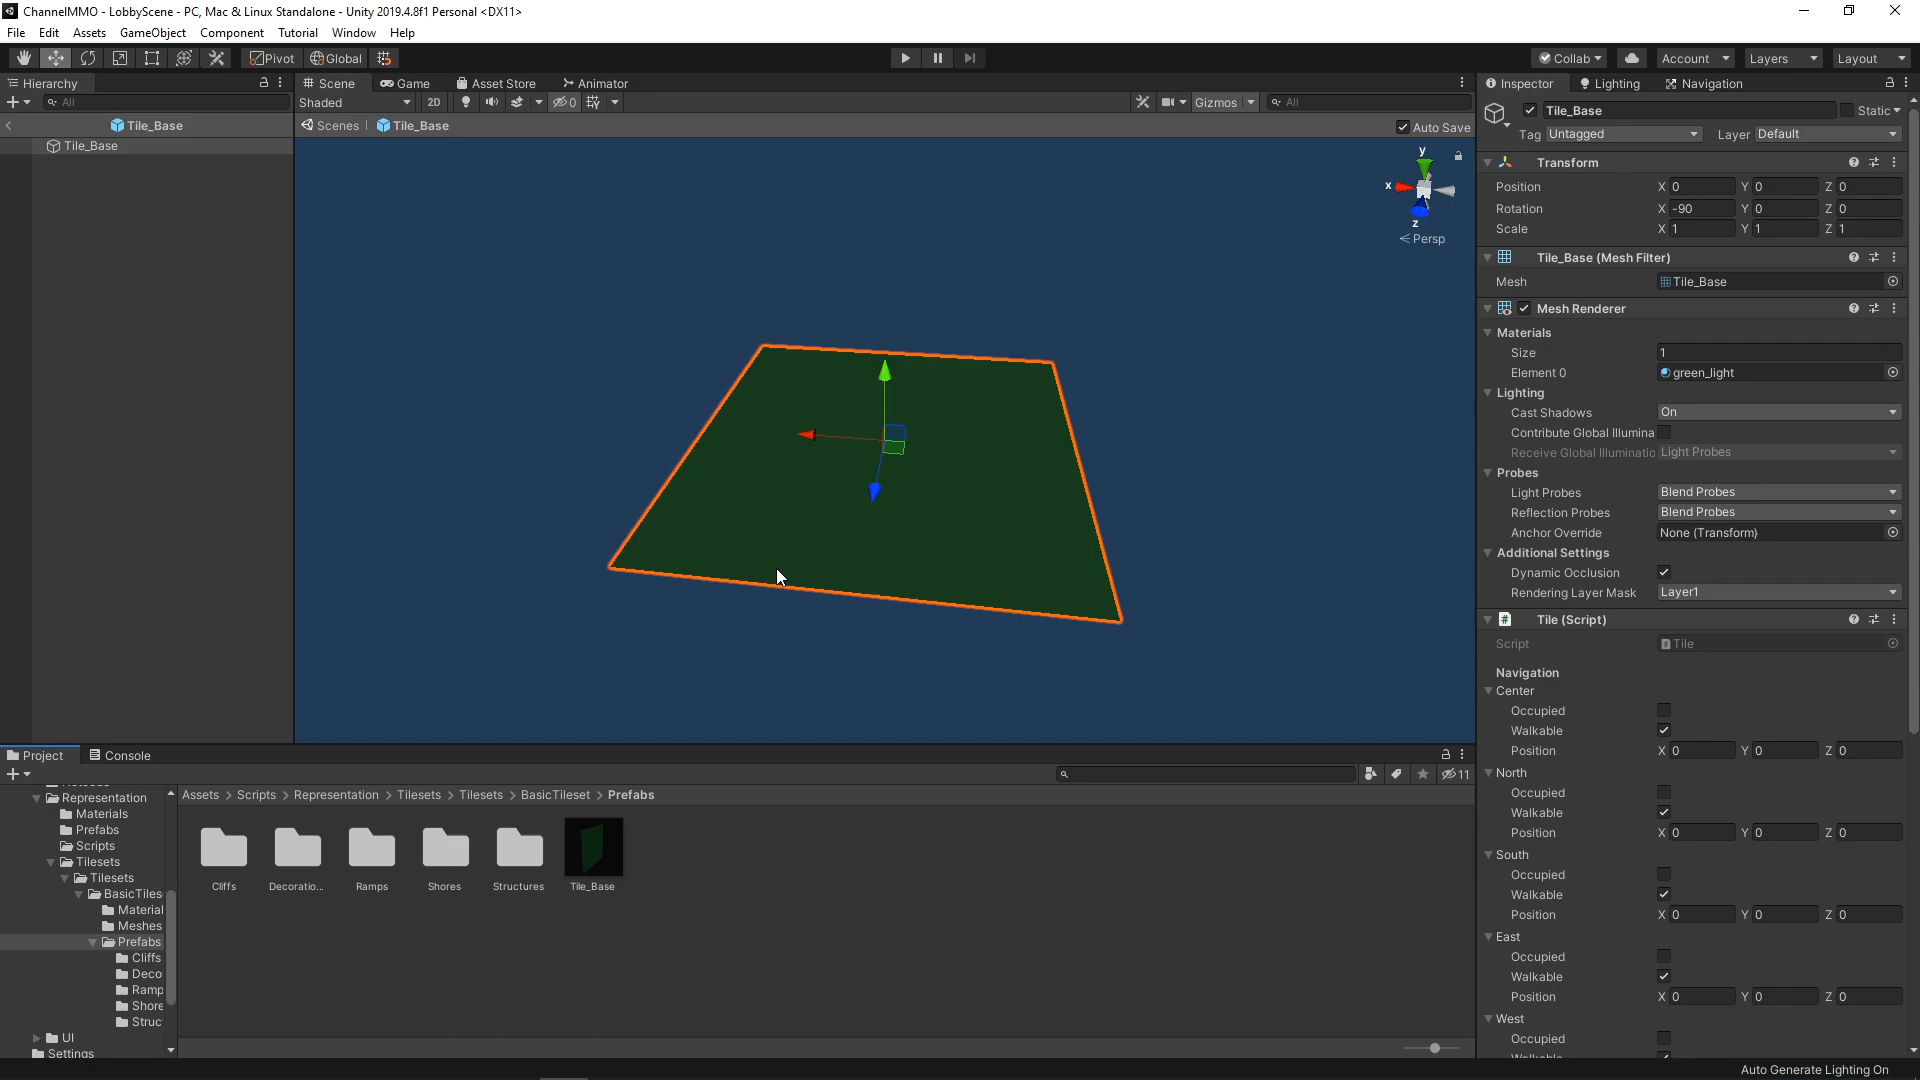 ChannelMMO - LobbyScene - PC, Mac & Linux Standalone - Unity 2019.4.8f1 Personal <DX11>
File Edit Assets GameObject Component Tutorial Window Help
Pivot Global Collab Account Layers Layout
Hierarchy
All
Tile_Base
Tile_Base
Scene Game Asset Store Animator
Shaded 2D 0 Gizmos All
Scenes Tile_Base Auto Save
y
x
z
Persp
Inspector Lighting Navigation
Tile_Base Static
Tag Untagged Layer Default
Transform
Position X 0 Y 0 Z 0
Rotation X -90 Y 0 Z 0
Scale X 1 Y 1 Z 1
Tile_Base (Mesh Filter)
Mesh Tile_Base
Mesh Renderer
Materials
Size 1
Element 0 green_light
Lighting
Cast Shadows On
Contribute Global Illumina
Receive Global Illuminatio Light Probes
Probes
Light Probes Blend Probes
Reflection Probes Blend Probes
Anchor Override None (Transform)
Additional Settings
Dynamic Occlusion
Rendering Layer Mask Layer1
Tile (Script)
Script Tile
Navigation
Center
Occupied
Walkable
Position X 0 Y 0 Z 0
North
Occupied
Walkable
Position X 0 Y 0 Z 0
South
Occupied
Walkable
Position X 0 Y 0 Z 0
East
Occupied
Walkable
Position X 0 Y 0 Z 0
West
Occupied
Project Console
11
Representation
Materials
Prefabs
Scripts
Tilesets
Tilesets
BasicTiles
Material
Meshes
Prefabs
Cliffs
Deco
Ramp
Shore
Struc
UI
Settings
Assets > Scripts > Representation > Tilesets > Tilesets > BasicTileset > Prefabs
Cliffs Decoratio... Ramps Shores Structures Tile_Base
Auto Generate Lighting On